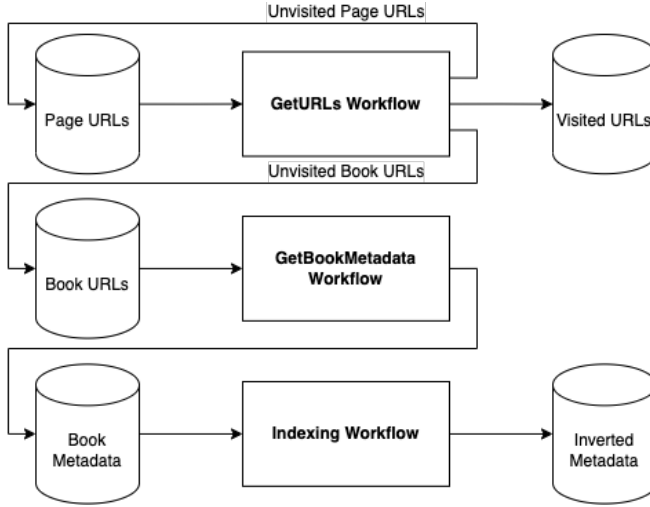 Unvisited Page URLs
Page URLs
GetURLs Workflow
Visited URLs
Unvisited Book URLs
Book URLs
GetBookMetadata
Workflow
Book
Metadata
Indexing Workflow
Inverted
Metadata